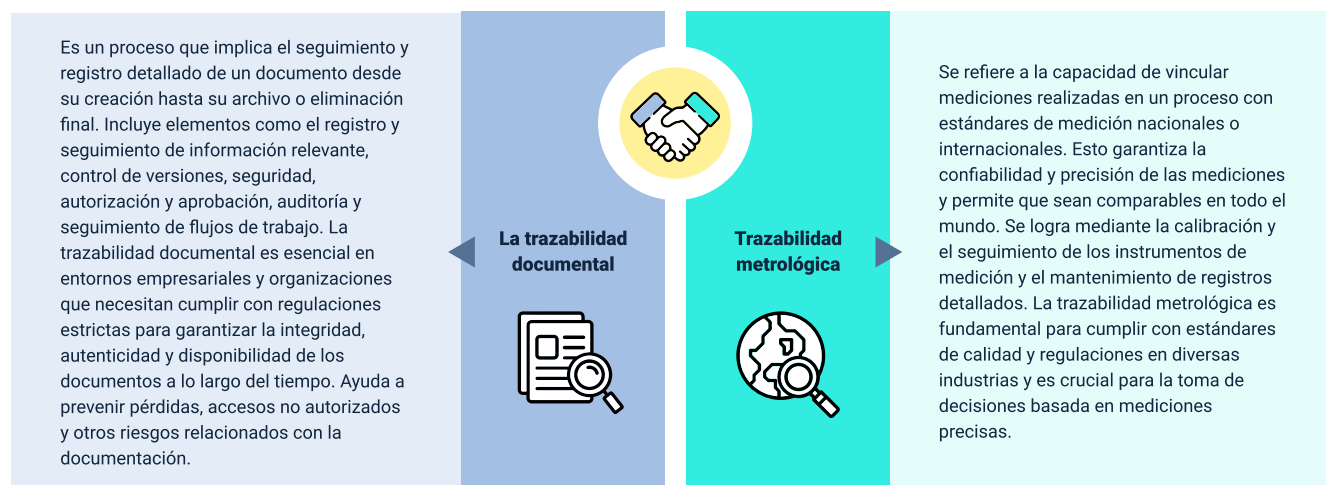 Es un proceso que implica el seguimiento y
registro detallado de un documento desde
su creación hasta su archivo o eliminación
final. Incluye elementos como el registro y
seguimiento de información relevante,
control de versiones, seguridad,
autorización y aprobación, auditoría y
seguimiento de flujos de trabajo. La
trazabilidad documental es esencial en
entornos empresariales y organizaciones
que necesitan cumplir con regulaciones
estrictas para garantizar la integridad,
autenticidad y disponibilidad de los
documentos a lo largo del tiempo. Ayuda a
prevenir pérdidas, accesos no autorizados
y otros riesgos relacionados con la
documentación.
La trazabilidad
documental
Trazabilidad
metrológica
Se refiere a la capacidad de vincular
mediciones realizadas en un proceso con
estándares de medición nacionales o
internacionales. Esto garantiza la
confiabilidad y precisión de las mediciones
y permite que sean comparables en todo el
mundo. Se logra mediante la calibración y
el seguimiento de los instrumentos de
medición y el mantenimiento de registros
detallados. La trazabilidad metrológica es
fundamental para cumplir con estándares
de calidad y regulaciones en diversas
industrias y es crucial para la toma de
decisiones basada en mediciones
precisas.